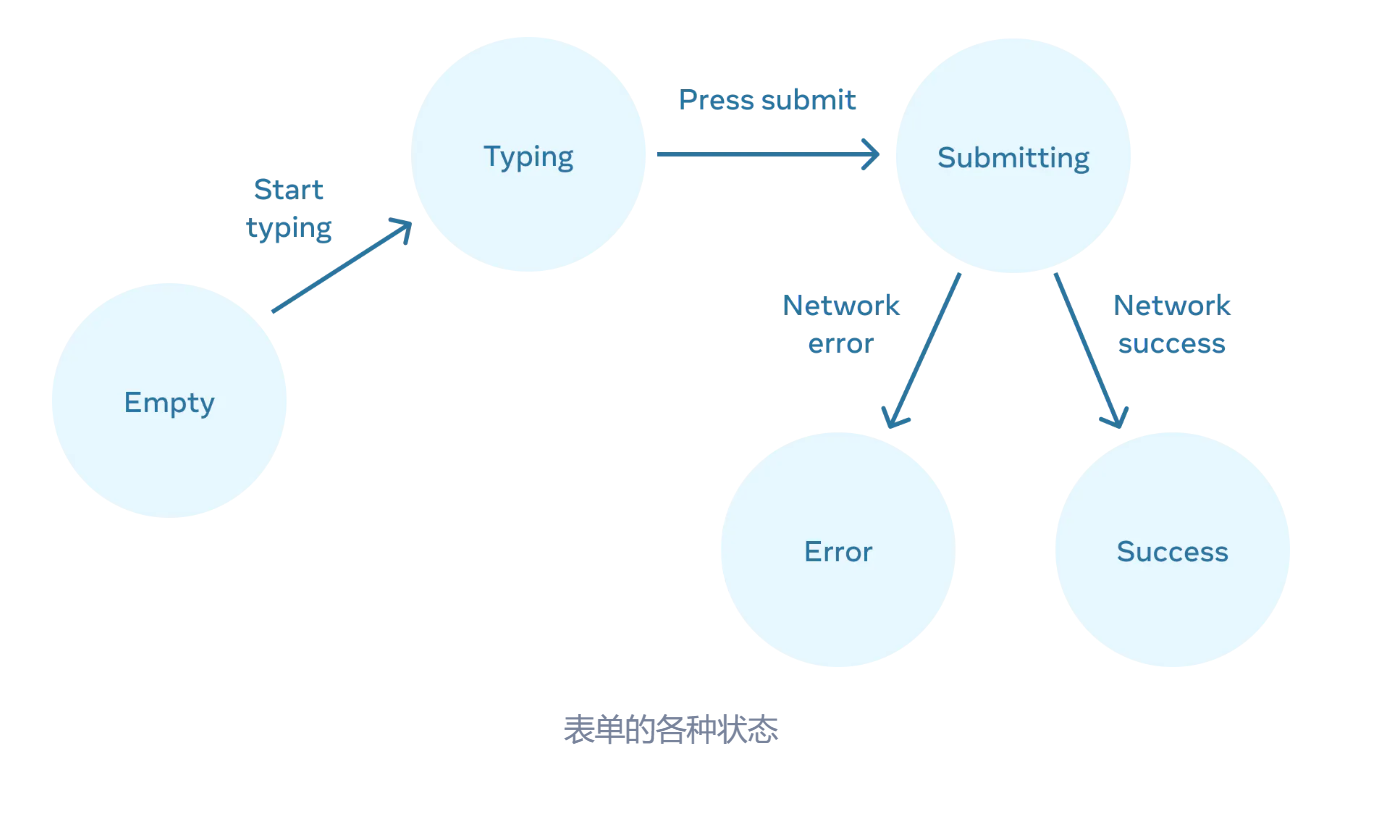 Press submit
Typing
Submitting
Start
typing
Network
error
Network
success
Empty
Error
Success
表单的各种状态